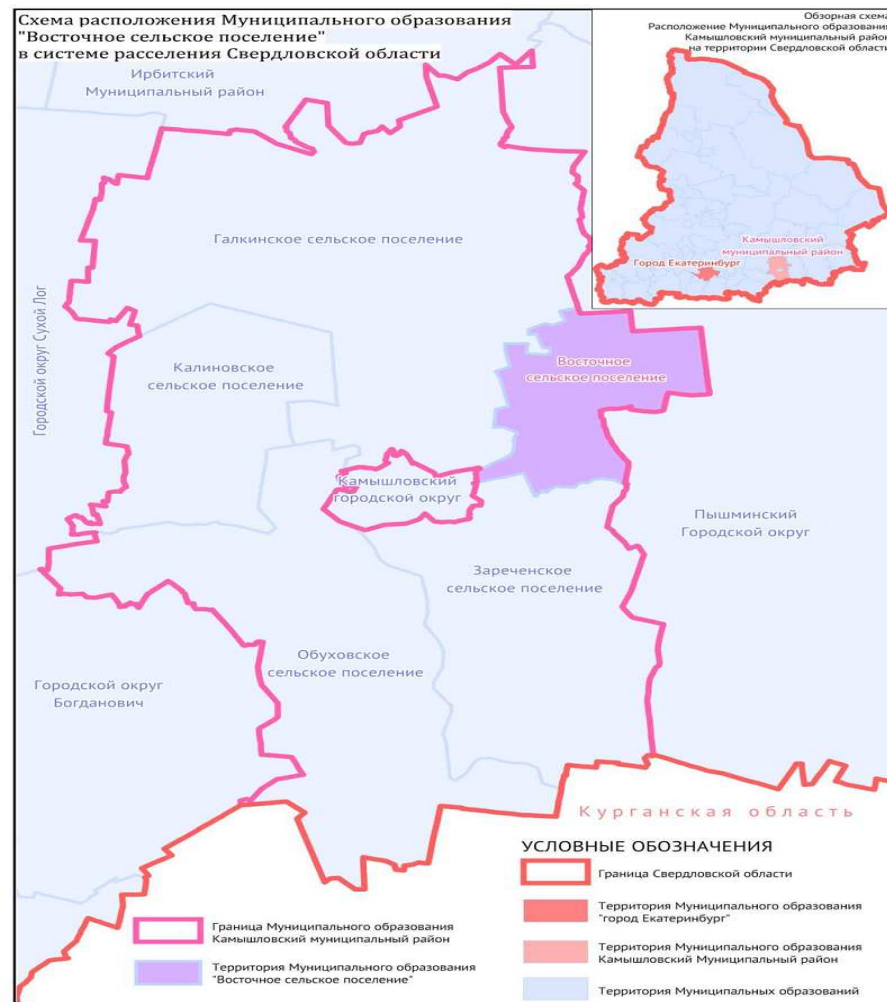 Схема расположения Муниципального образования
"Восточное сельское поселение"
в системе расселения Свердловской области
Обзорная схема
Расположение Муниципального образования
Камышловский муниципальный район
на территории Свердловской области
Ирбитский
Муниципальный район
Галкинское сельское поселение
Камышловский
муниципальный район
Город Екатеринбург
Городской округ Сухой Лог
Калиновское
сельское поселение
Восточное
сельское поселение
Камышловский
городской округ
Пышминский
Городской округ
Зареченское
сельское поселение
Обуховское
сельское поселение
Городской округ
Богданович
Курганская область
УСЛОВНЫЕ ОБОЗНАЧЕНИЯ
Граница Свердловской области
Территория Муниципального образования
"город Екатеринбург"
Территория Муниципального образования
Камышловский Муниципальный район
Территория Муниципальных образований
Граница Муниципального образования
Камышловский муниципальный район
Территория Муниципального образования
"Восточное сельское поселение"